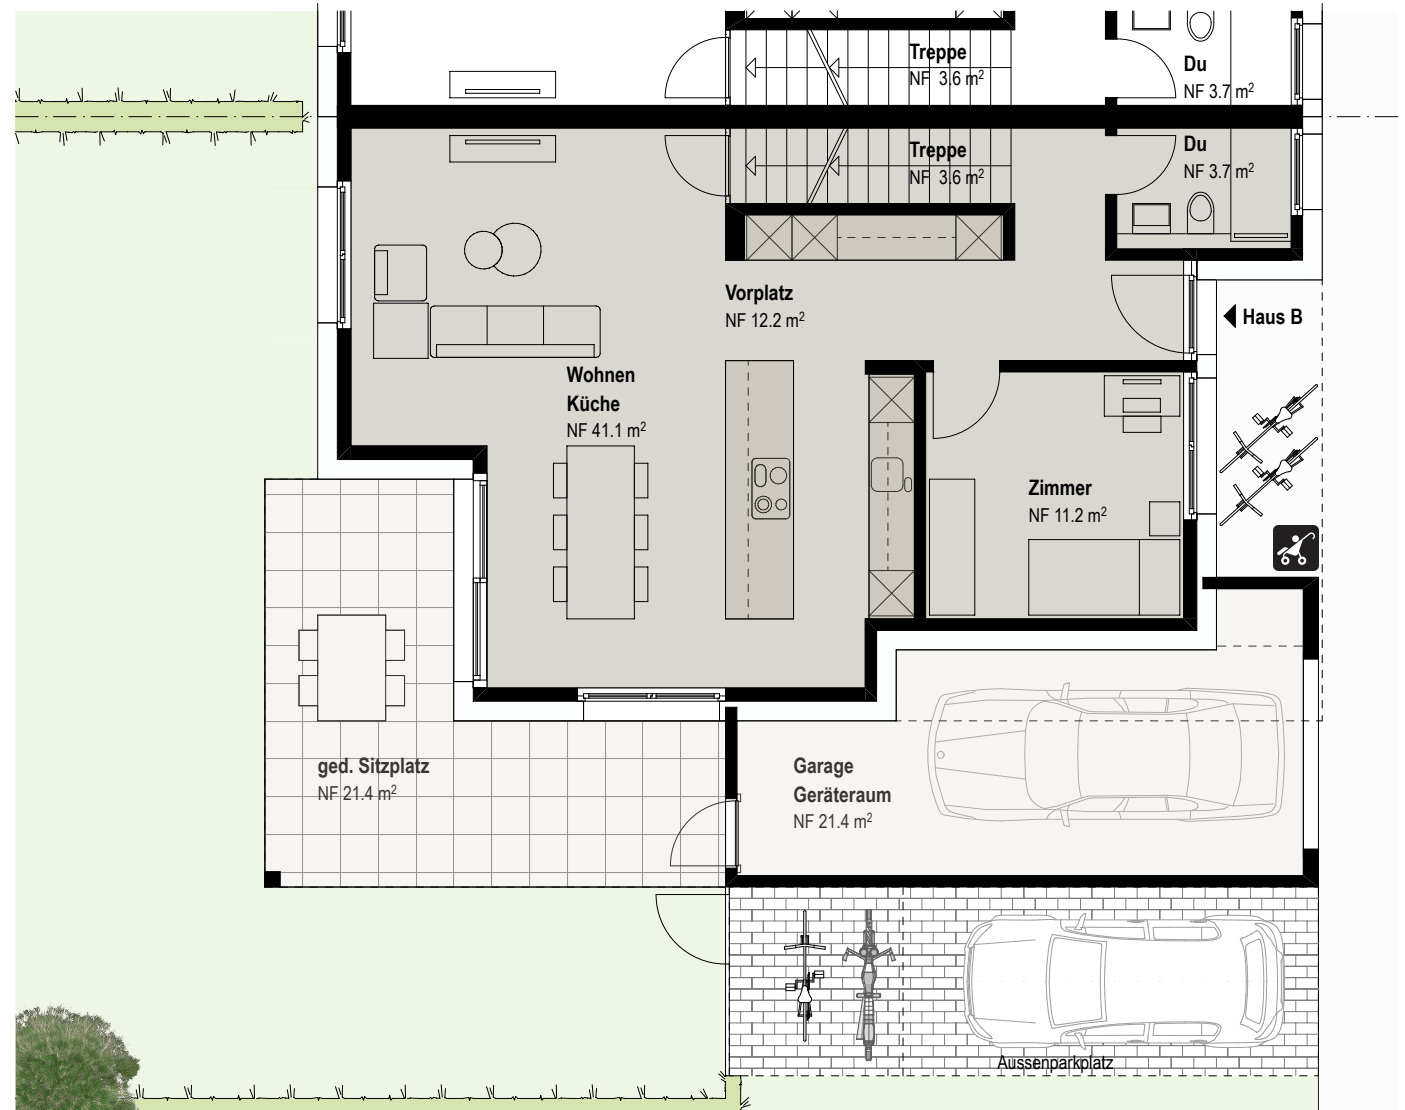 Treppe
NF 3.6 m²
Du
NF 3.7 m²
Treppe
NF 3.6 m²
Du
NF 3.7 m²
Vorplatz
NF 12.2 m²
Haus B
Wohnen
Küche
NF 41.1 m²
Zimmer
NF 11.2 m²
ged. Sitzplatz
NF 21.4 m²
Garage
Geräteraum
NF 21.4 m²
Aussenparkplatz